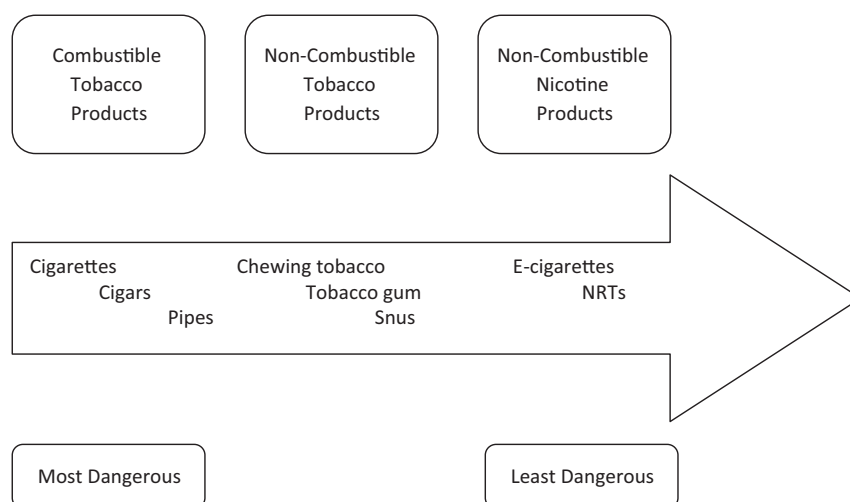 Combustible
Tobacco
Products
Non-Combustible
Tobacco
Products
Non-Combustible
Nicotine
Products
Cigarettes
Chewing tobacco
E-cigarettes
Cigars
Tobacco gum
NRTs
Pipes
Snus
Most Dangerous
Least Dangerous